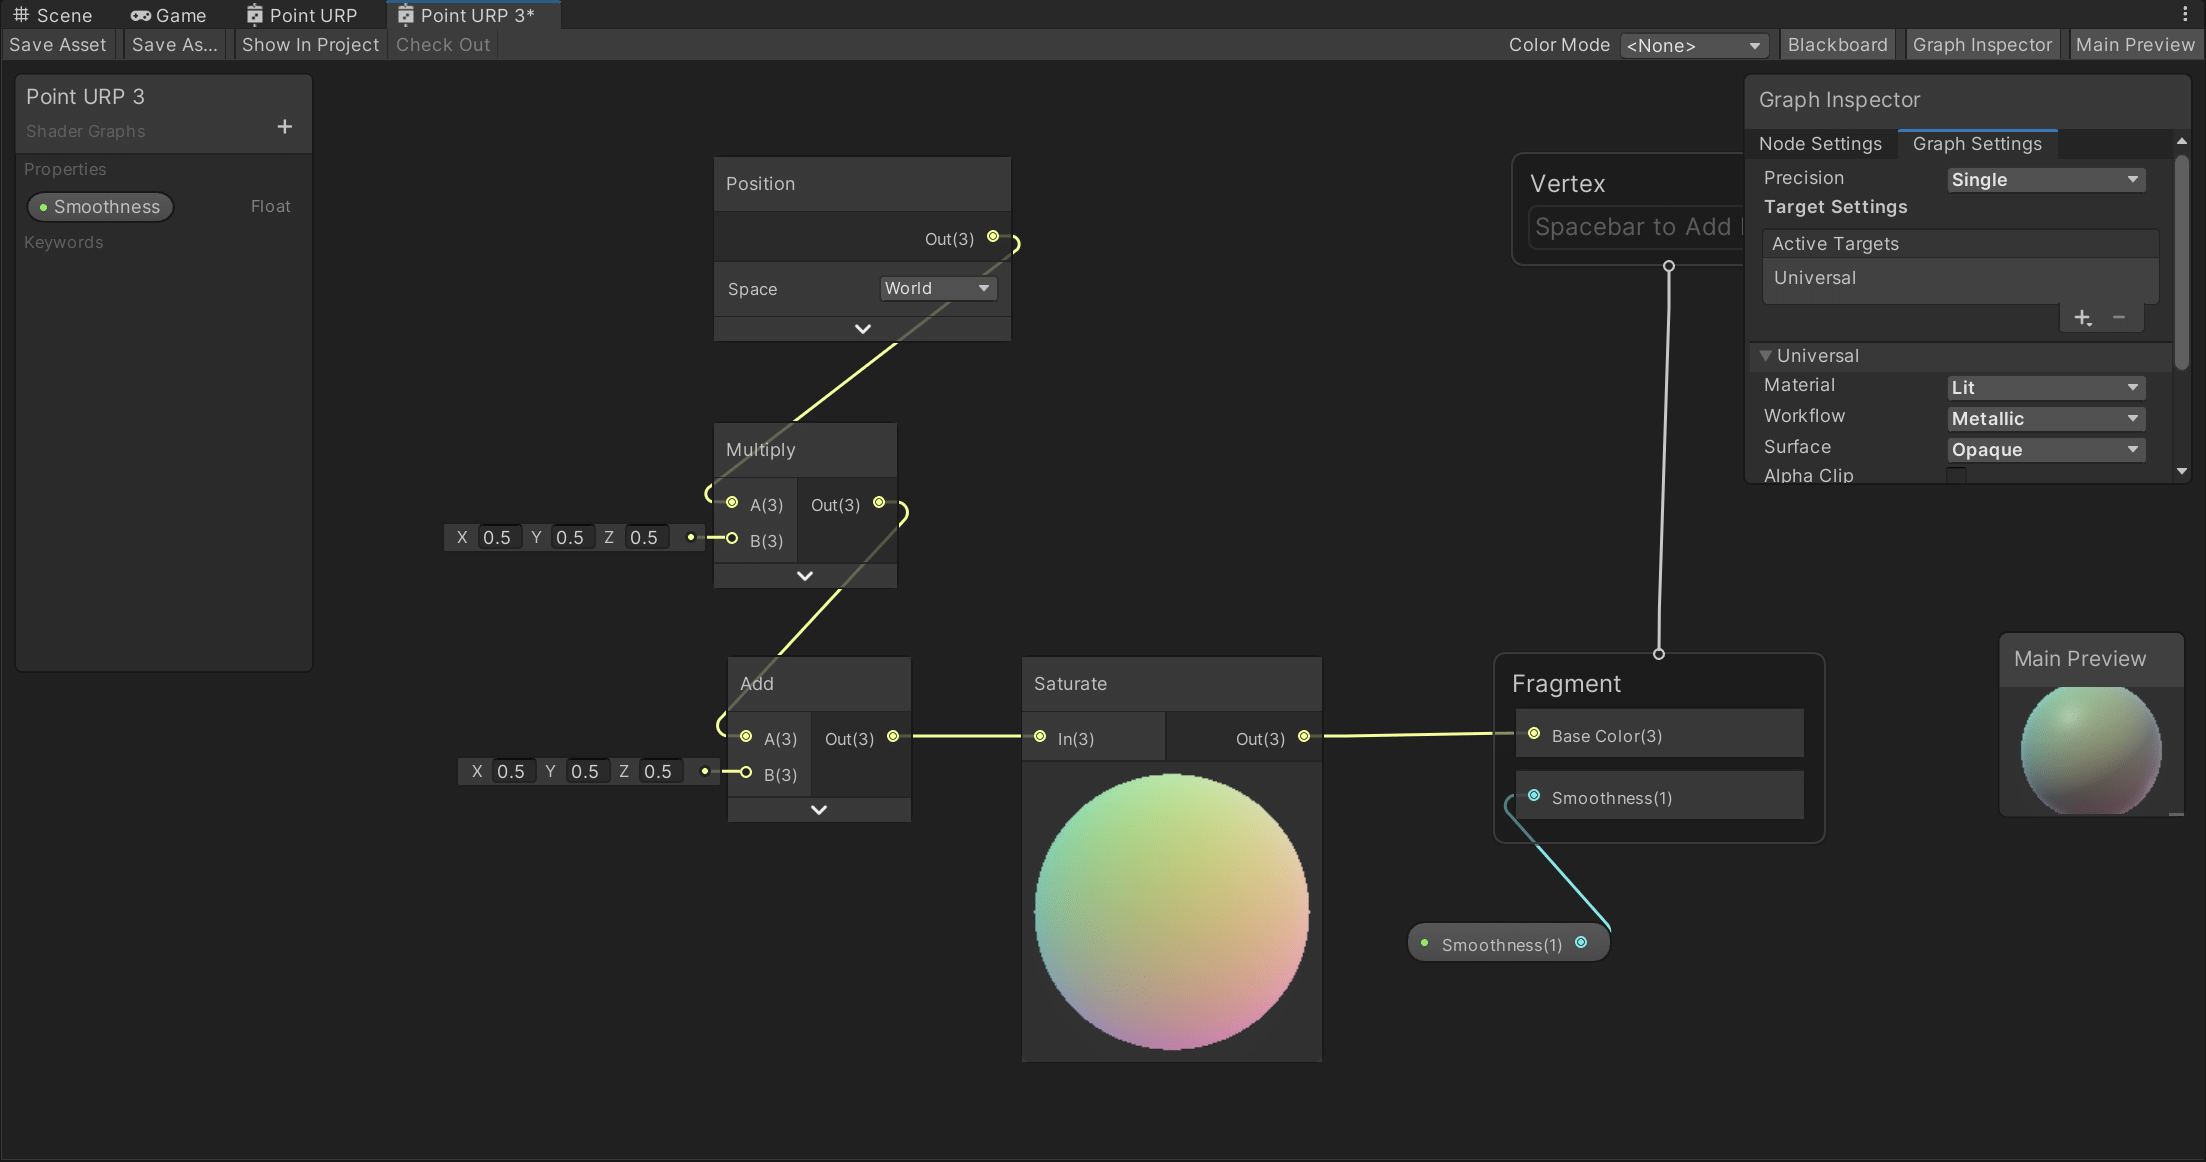 Scene
Game
Point URP
Point URP 3*
Save Asset
Save As...
Show In Project
Check Out
Color Mode
<None>
Blackboard
Graph Inspector
Main Preview
Point URP 3
Shader Graphs
+
Properties
Smoothness
Float
Keywords
Position
Out(3)
Space
World
Multiply
A(3)
Out(3)
B(3)
X 0.5 Y 0.5 Z 0.5
Add
A(3)
Out(3)
B(3)
X 0.5 Y 0.5 Z 0.5
Saturate
In(3)
Out(3)
Vertex
Spacebar to Add
Fragment
Base Color(3)
Smoothness(1)
Smoothness(1)
Graph Inspector
Node Settings
Graph Settings
Precision
Single
Target Settings
Active Targets
Universal
Universal
Material
Lit
Workflow
Metallic
Surface
Opaque
Alpha Clip
Main Preview